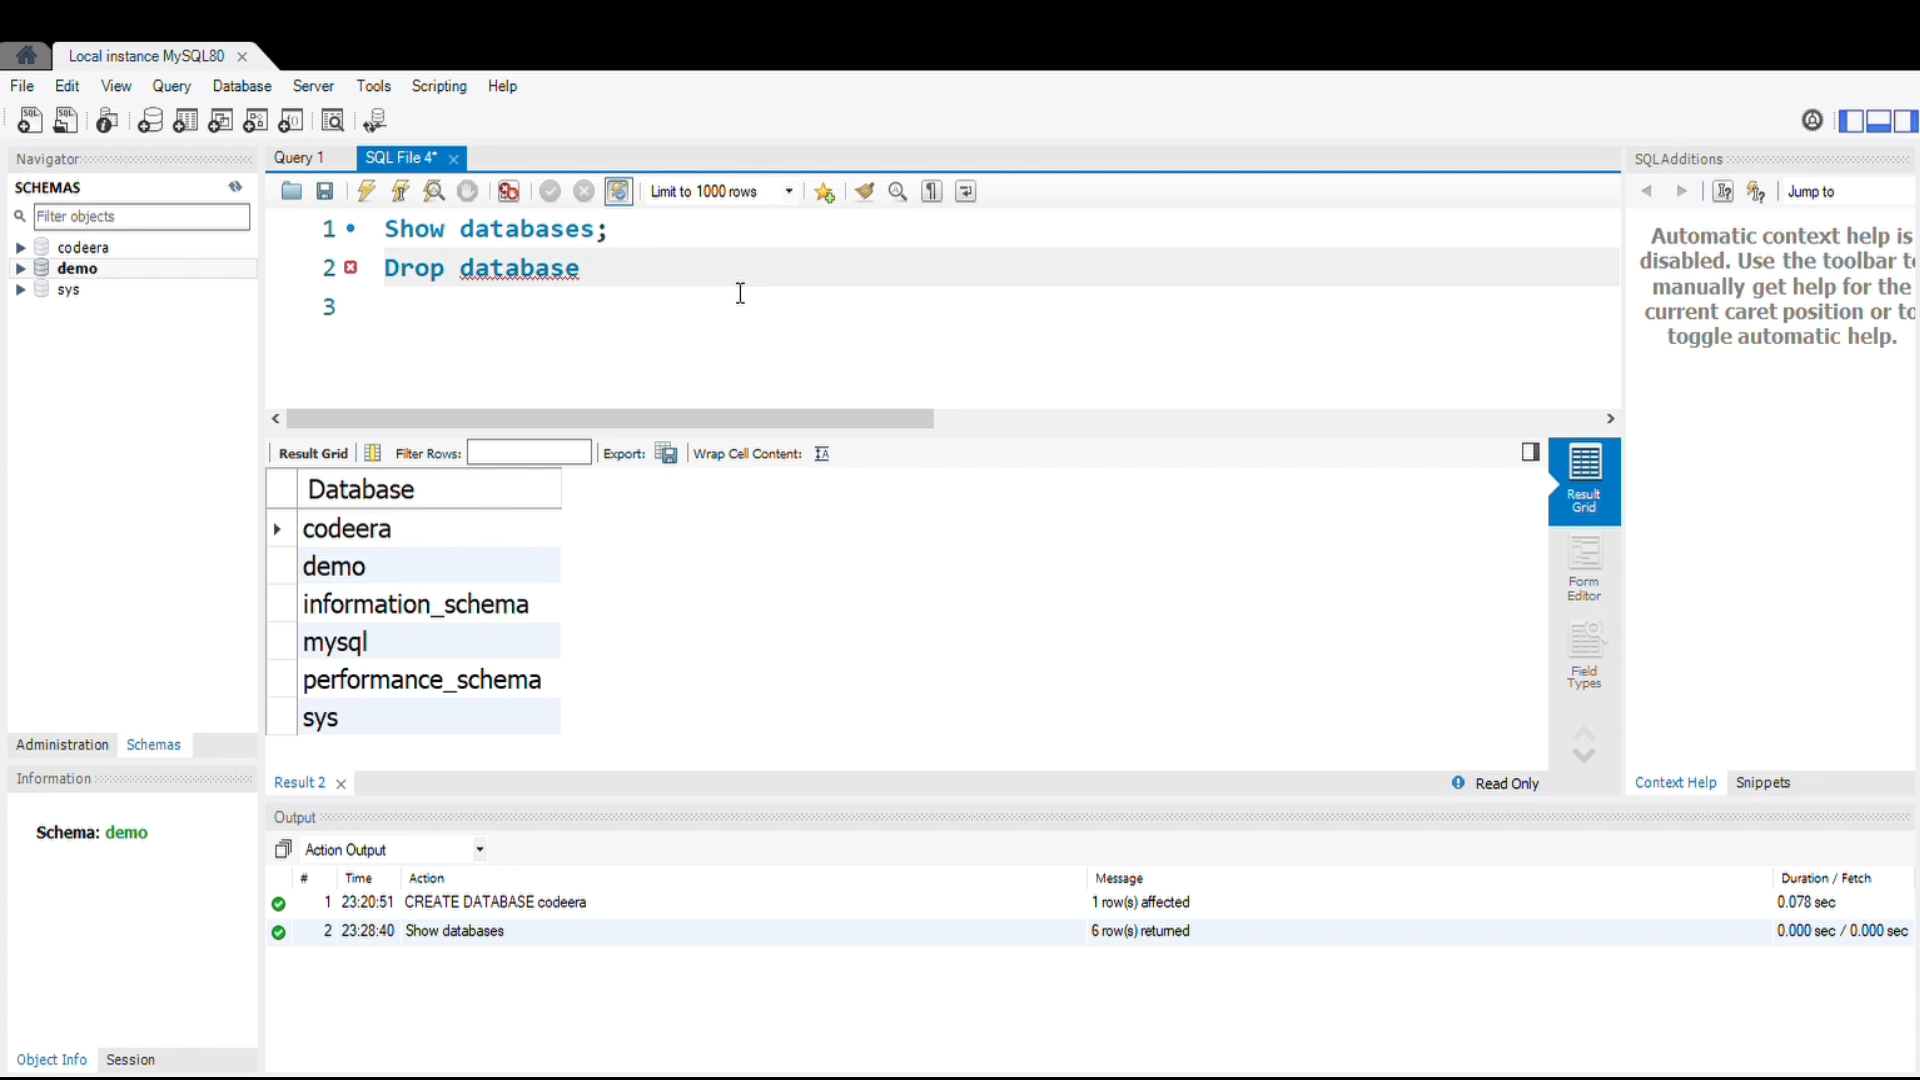 Local instance MySQL80
File Edit View Query Database Server Tools Scripting Help
Navigator
SCHEMAS
Filter objects
codeera
demo
sys
Administration Schemas
Information
Schema: demo
Object Info Session
Query 1 SQL File 4*
Limit to 1000 rows
1 Show databases;
2 Drop database
3
Result Grid Filter Rows: Export: Wrap Cell Content:
Database
codeera
demo
information_schema
mysql
performance_schema
sys
Result Grid
Form Editor
Field Types
Result 2 Read Only
Output
Action Output
# Time Action Message Duration / Fetch
1 23:20:51 CREATE DATABASE codeera 1 row(s) affected 0.078 sec
2 23:28:40 Show databases 6 row(s) returned 0.000 sec / 0.000 sec
SQLAdditions
Jump to
Automatic context help is
disabled. Use the toolbar to
manually get help for the
current caret position or to
toggle automatic help.
Context Help Snippets